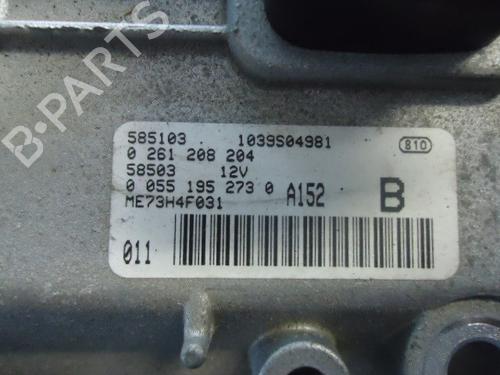 B-PARTS
585103 . 1039S04981 810
0 261 208 204
58503 12V
0 055 195 273 0 A152 B
ME73H4F031
011